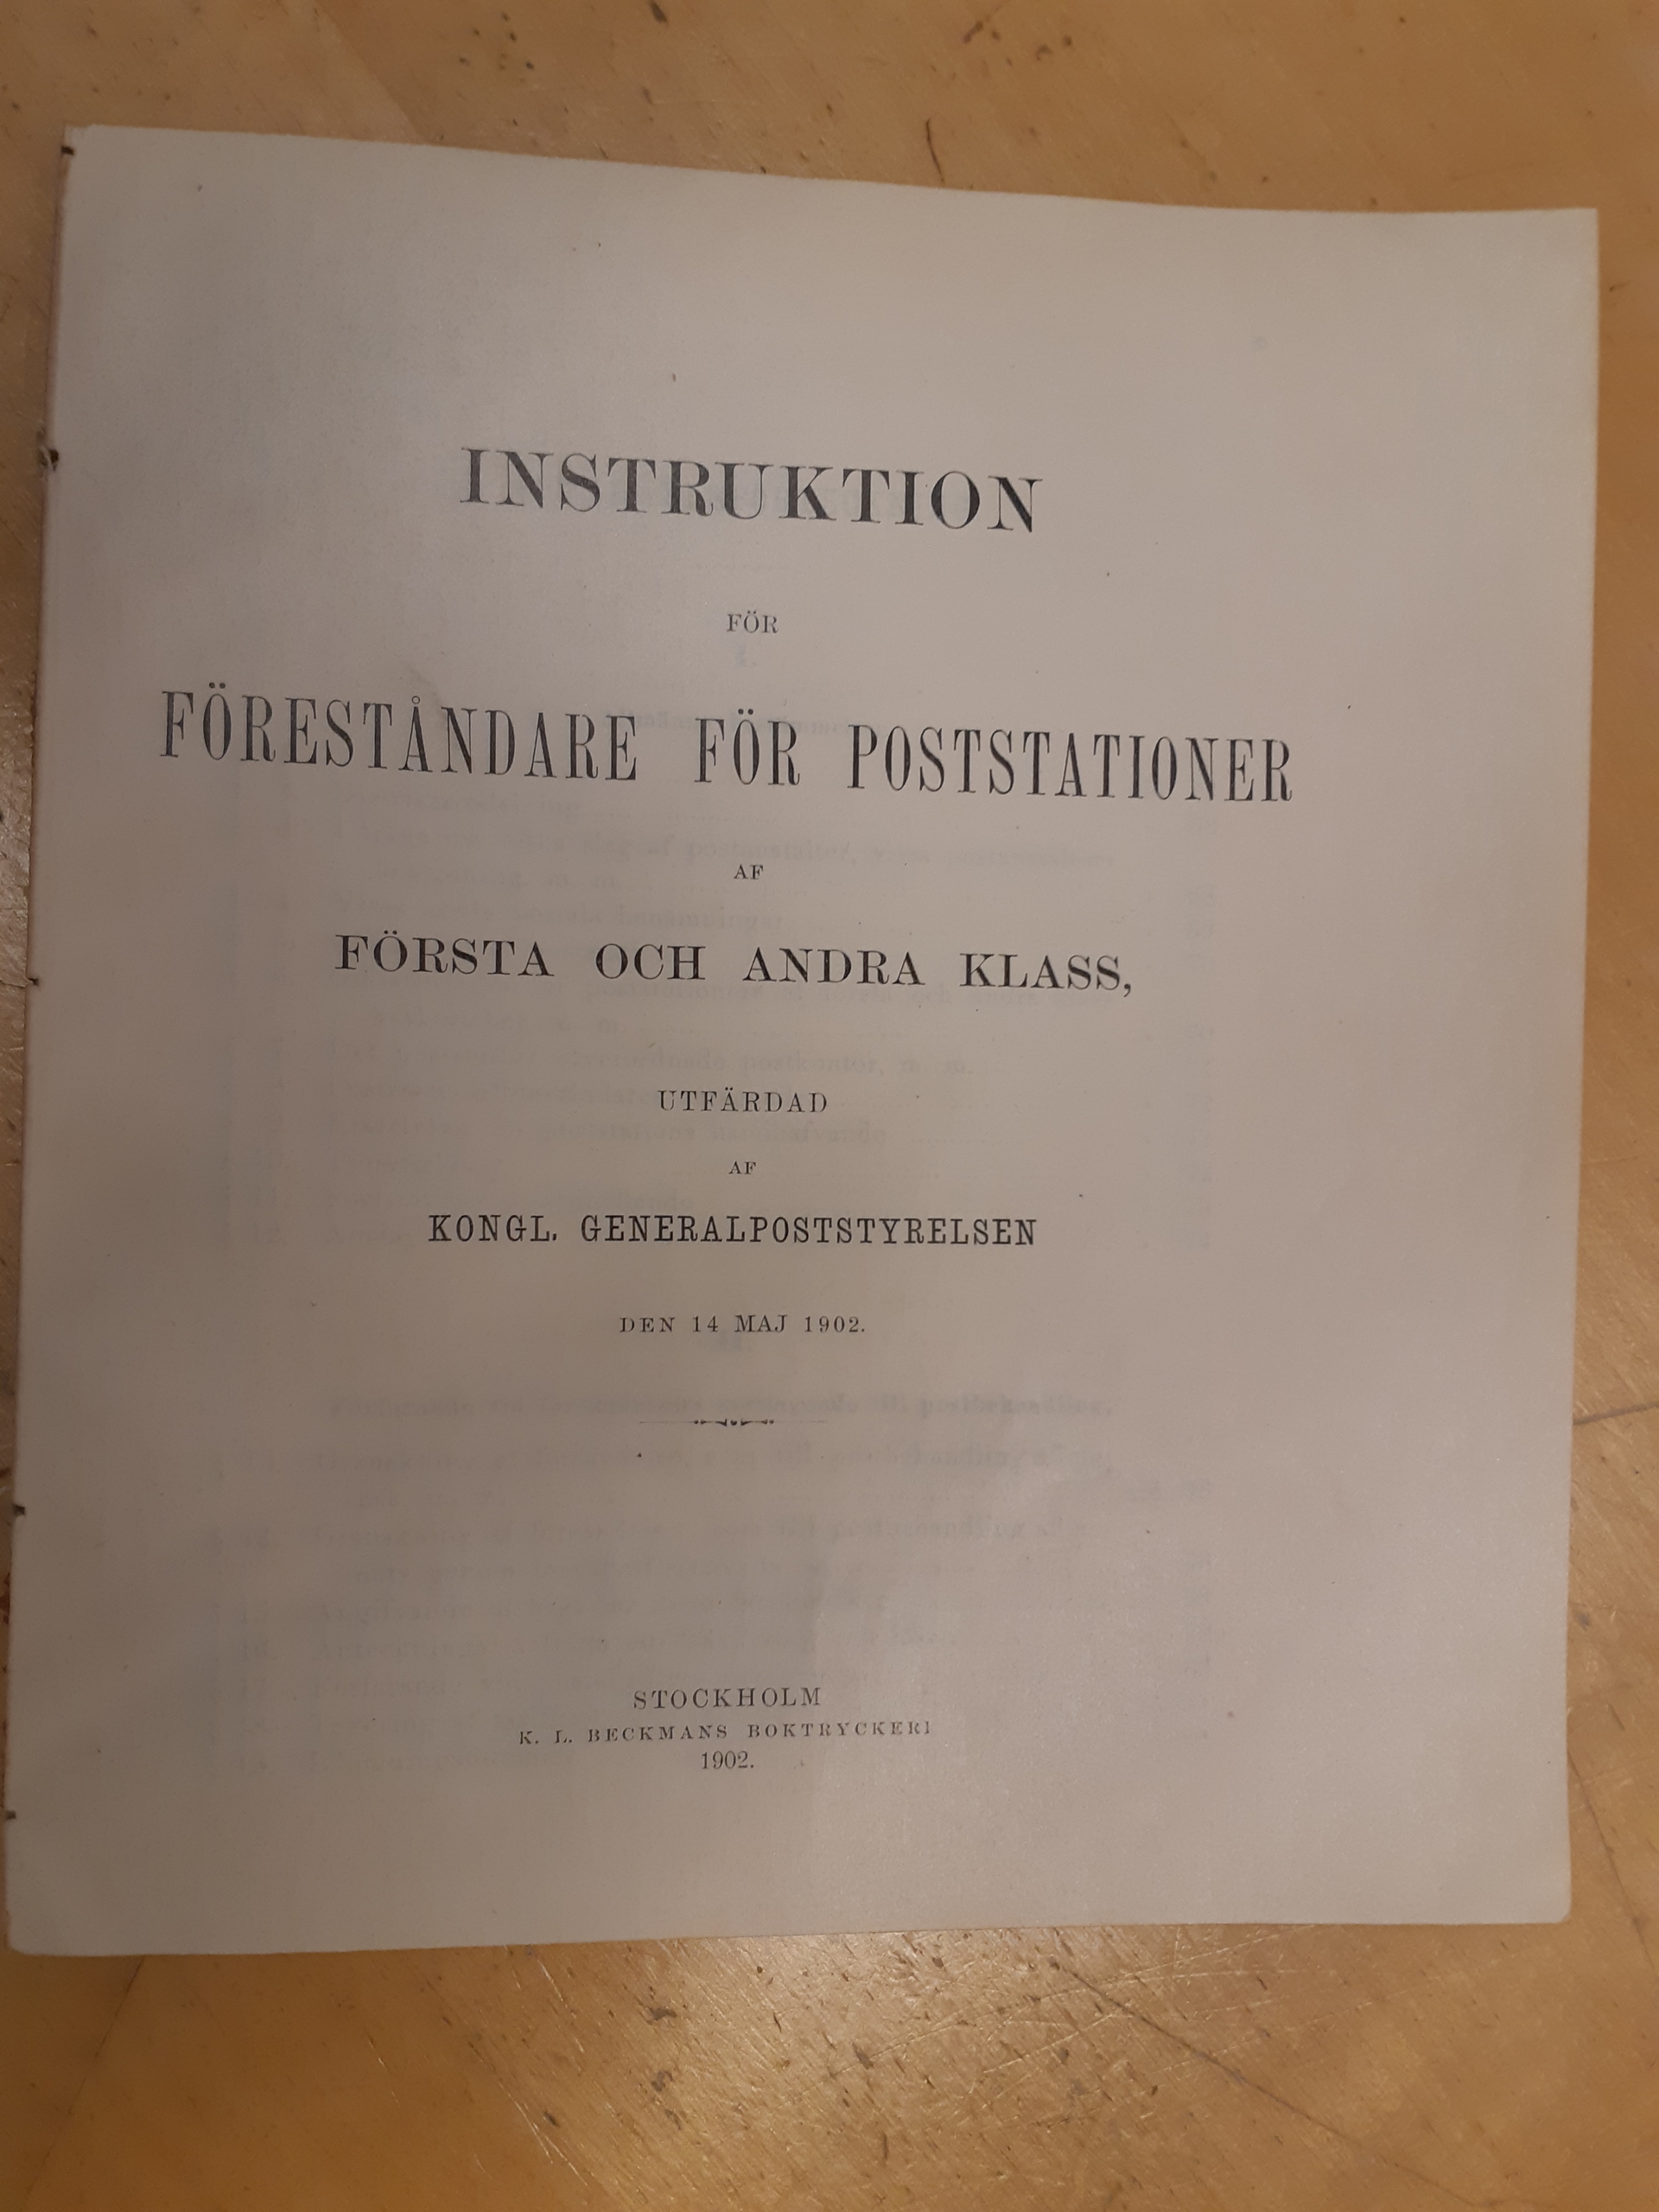 INSTRUKTION
FÖR
FÖRESTÅNDARE FÖR POSTSTATIONER
AF
FÖRSTA OCH ANDRA KLASS,
UTFÄRDAD
AF
KONGL. GENERALPOSTSTYRELSEN
DEN 14 MAJ 1902.
STOCKHOLM
K. L. BECKMANS BOKTRYCKERI
1902.